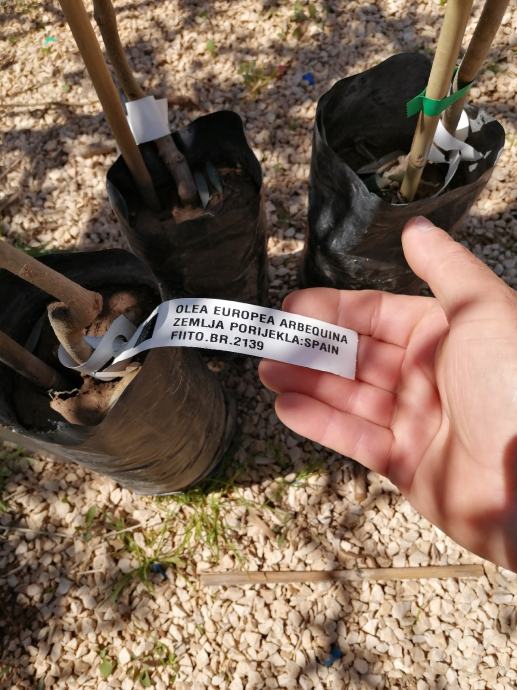 OLEA EUROPEA ARBEQUINA
ZEMLJA PORIJEKLA:SPAIN
FIITO.BR.2139